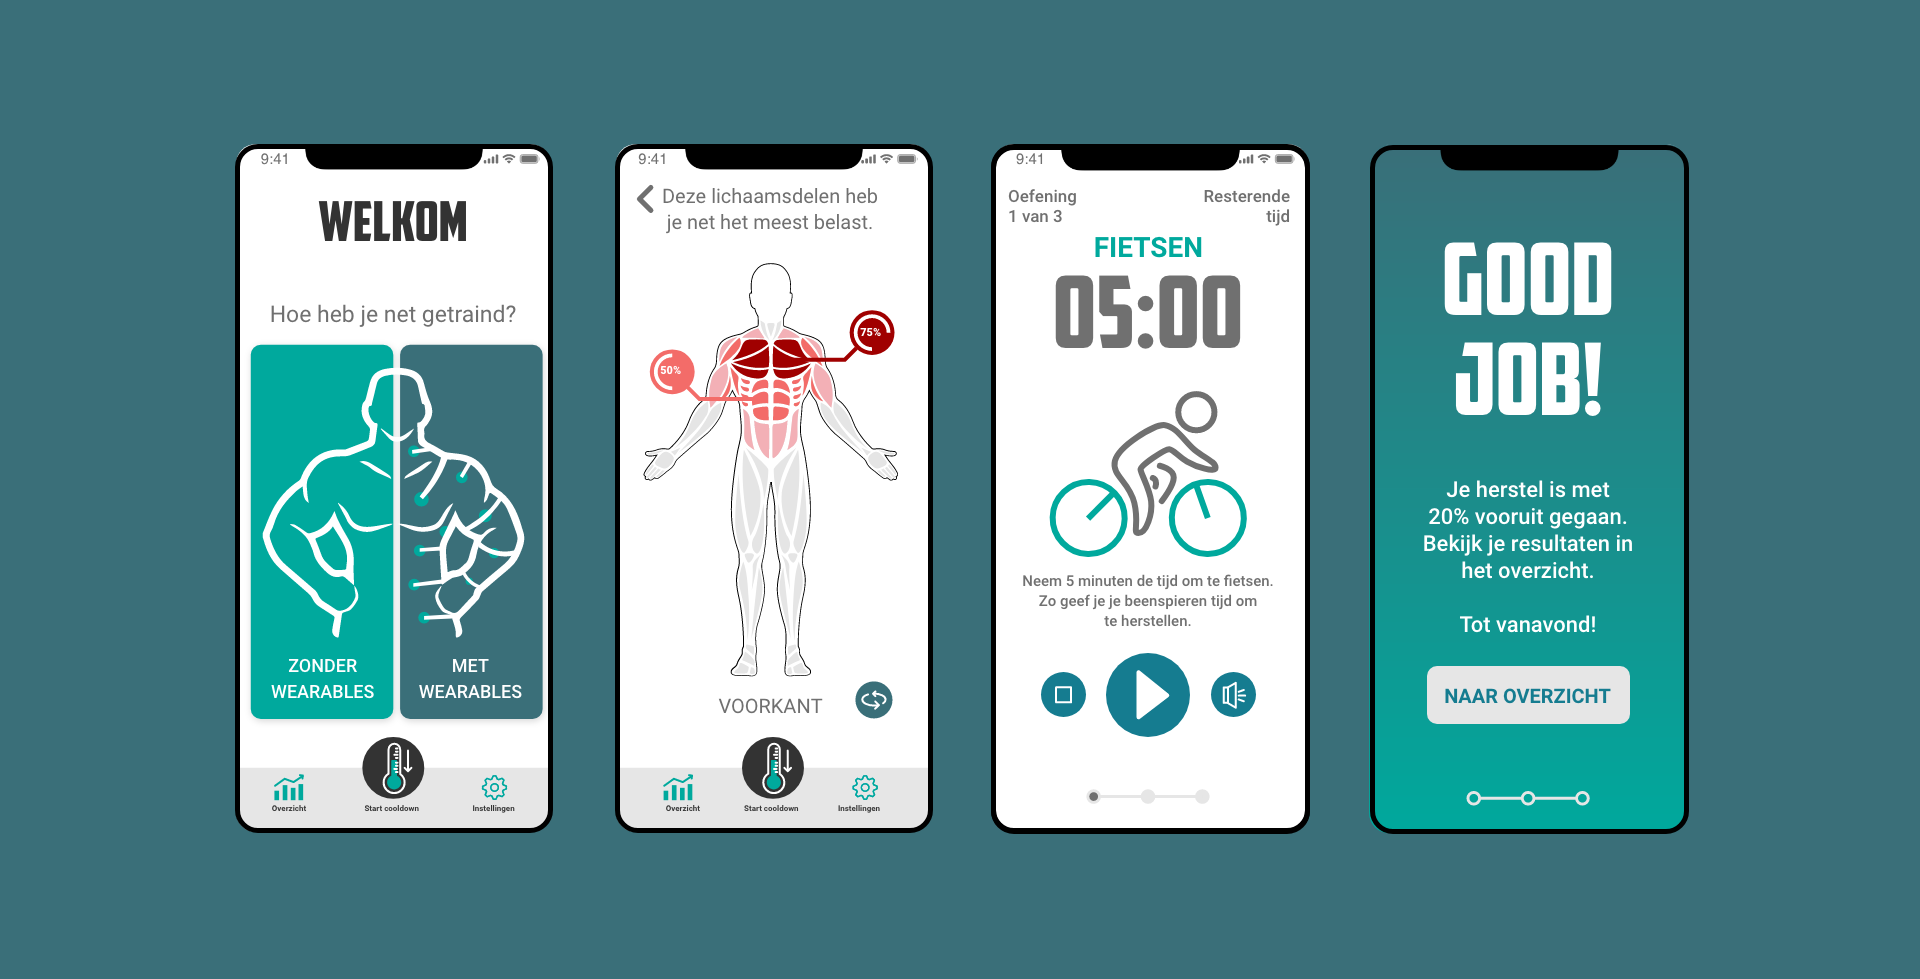 9:41
WELKOM
Hoe heb je net getraind?
ZONDER
WEARABLES
MET
WEARABLES
Overzicht
Start cooldown
Instellingen
9:41
Deze lichaamsdelen heb
je net het meest belast.
75%
50%
VOORKANT
Overzicht
Start cooldown
Instellingen
9:41
Oefening
1 van 3
Resterende
tijd
FIETSEN
05:00
Neem 5 minuten de tijd om te fietsen.
Zo geef je je beenspieren tijd om
te herstellen.
GOOD
JOB!
Je herstel is met
20% vooruit gegaan.
Bekijk je resultaten in
het overzicht.
Tot vanavond!
NAAR OVERZICHT